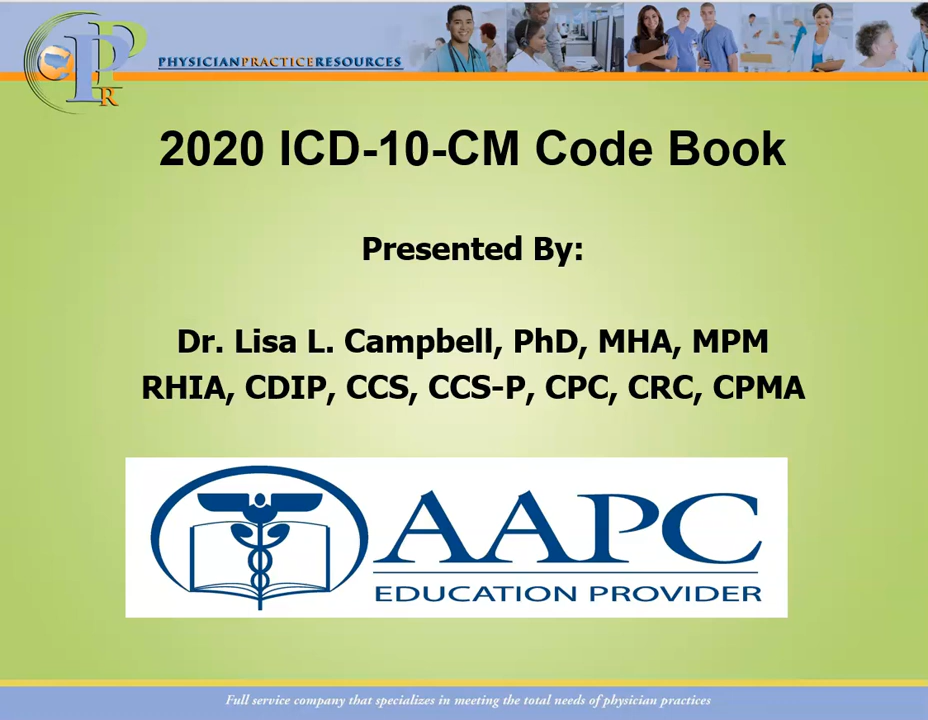 CPPR
PHYSICIANPRACTICERESOURCES
2020 ICD-10-CM Code Book
Presented By:
Dr. Lisa L. Campbell, PhD, MHA, MPM
RHIA, CDIP, CCS, CCS-P, CPC, CRC, CPMA
AAPC
EDUCATION PROVIDER
Full service company that specializes in meeting the total needs of physician practices